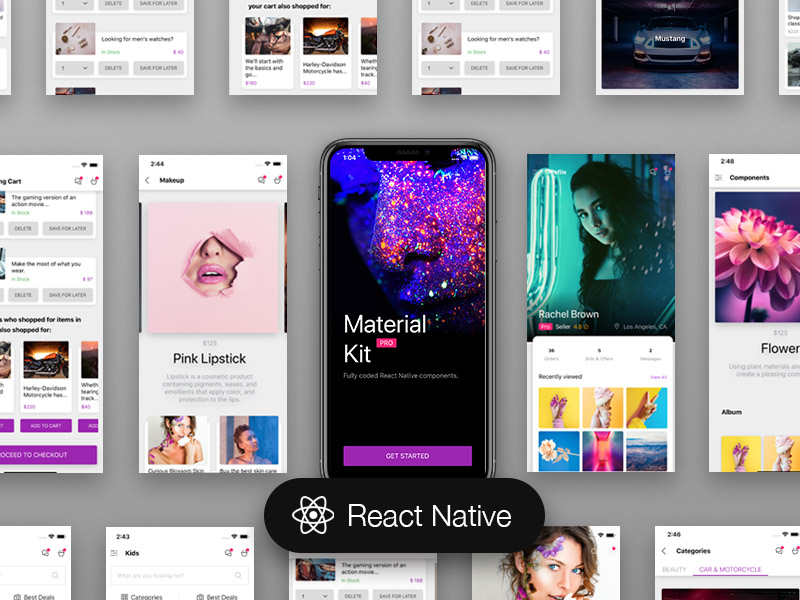 1
DELETE
SAVE FOR LATER
Looking for men's watches?
In Stock
$ 40
1
DELETE
SAVE FOR LATER
your cart also shopped for:
We'll start
with the basics
and go...
$160
Harley-Davidson
Motorcycle has...
$220
track..
$40
1
DELETE
SAVE FOR LATER
Looking for men's watches?
In Stock
$ 40
1
DELETE
SAVE FOR LATER
Mustang
Cart
The gaming version of an
action movie...
In Stock
$ 188
DELETE
SAVE FOR LATER
Make the most of what you
wear.
In Stock
$ 97
DELETE
SAVE FOR LATER
who shopped for items in
also shopped for:
Harley-Davidson
Motorcycle has...
$220
$40
ADD TO CART
PROCEED TO CHECKOUT
2:44
Makeup
$125
Pink Lipstick
Lipstick is a cosmetic product
containing pigments, waxes, and
emollients that apply color, and
protection to the lips.
Curious Blossom Skin
Buy the best skin care
1:04
Material
Kit PRO
Fully coded React Native components.
GET STARTED
Profile
Rachel Brown
Pro Seller 4.8
Los Angeles, CA
36
5
2
Orders
Bids & Offers
Messages
Recently viewed
View All
2:48
Components
$125
Flower
Using plant materials and
create a pleasing
Album
React Native
Best Deals
2:43
Kids
What are you looking for?
Categories
Best Deals
The gaming version of an
action movie...
In Stock
$ 188
1
DELETE
SAVE FOR LATER
2:46
Categories
BEAUTY
CAR & MOTORCYCLE